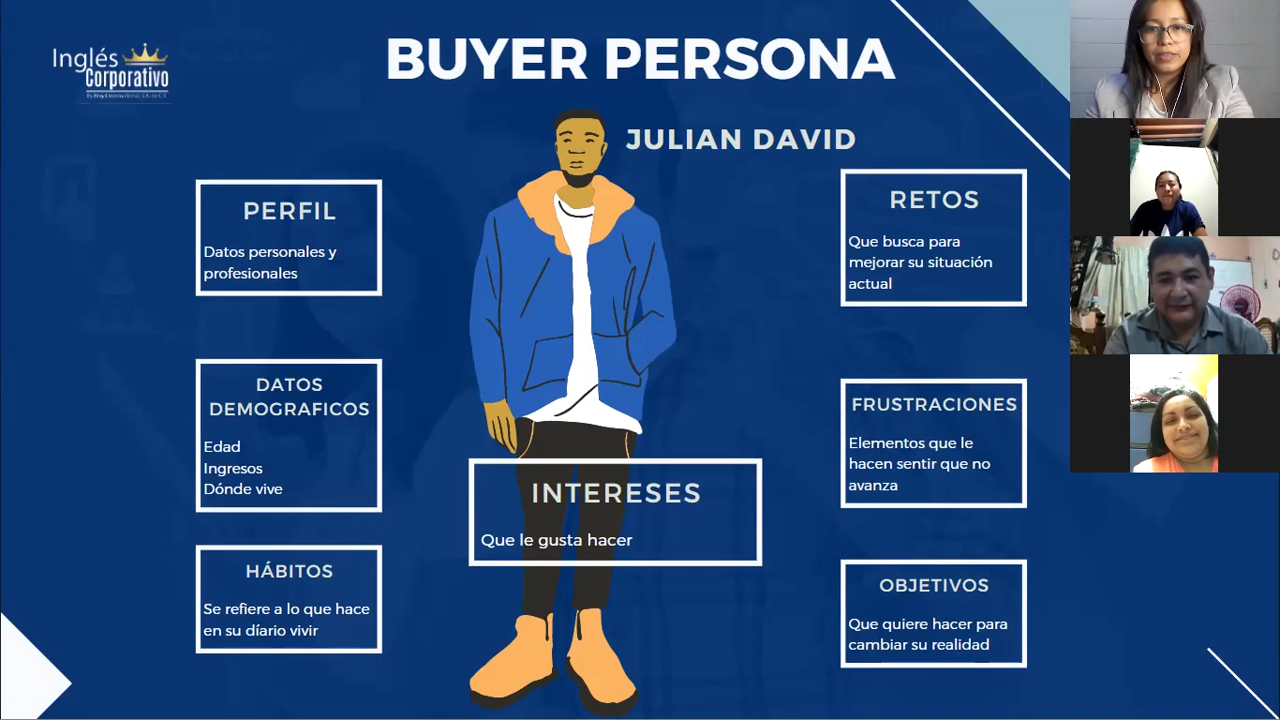 Inglés
Corporativo
BUYER PERSONA
JULIAN DAVID
PERFIL
Datos personales y
profesionales
DATOS
DEMOGRAFICOS
Edad
Ingresos
Dónde vive
HÁBITOS
Se refiere a lo que hace
en su díario vivir
INTERESES
Que le gusta hacer
RETOS
Que busca para
mejorar su situación
actual
FRUSTRACIONES
Elementos que le
hacen sentir que no
avanza
OBJETIVOS
Que quiere hacer para
cambiar su realidad